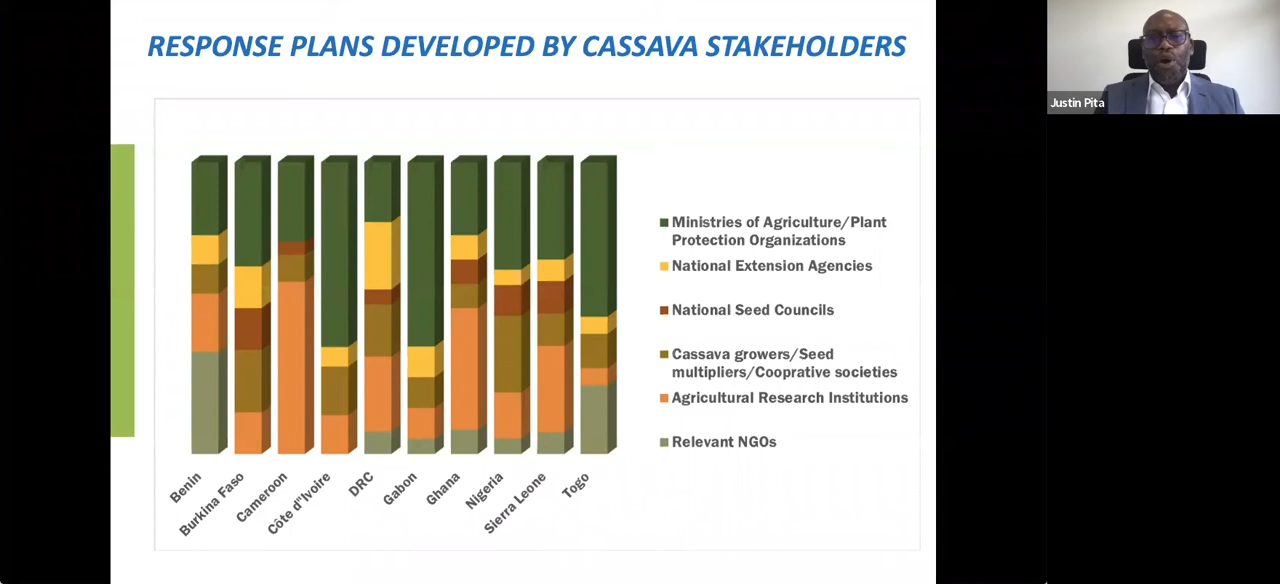 RESPONSE PLANS DEVELOPED BY CASSAVA STAKEHOLDERS
Justin Pita
Ministries of Agriculture/Plant
Protection Organizations
National Extension Agencies
National Seed Councils
Cassava growers/Seed
multipliers/Cooprative societies
Agricultural Research Institutions
Relevant NGOs
Benin
Burkina Faso
Cameroon
Côte d"Ivoire
DRC
Gabon
Ghana
Nigeria
Sierra Leone
Togo